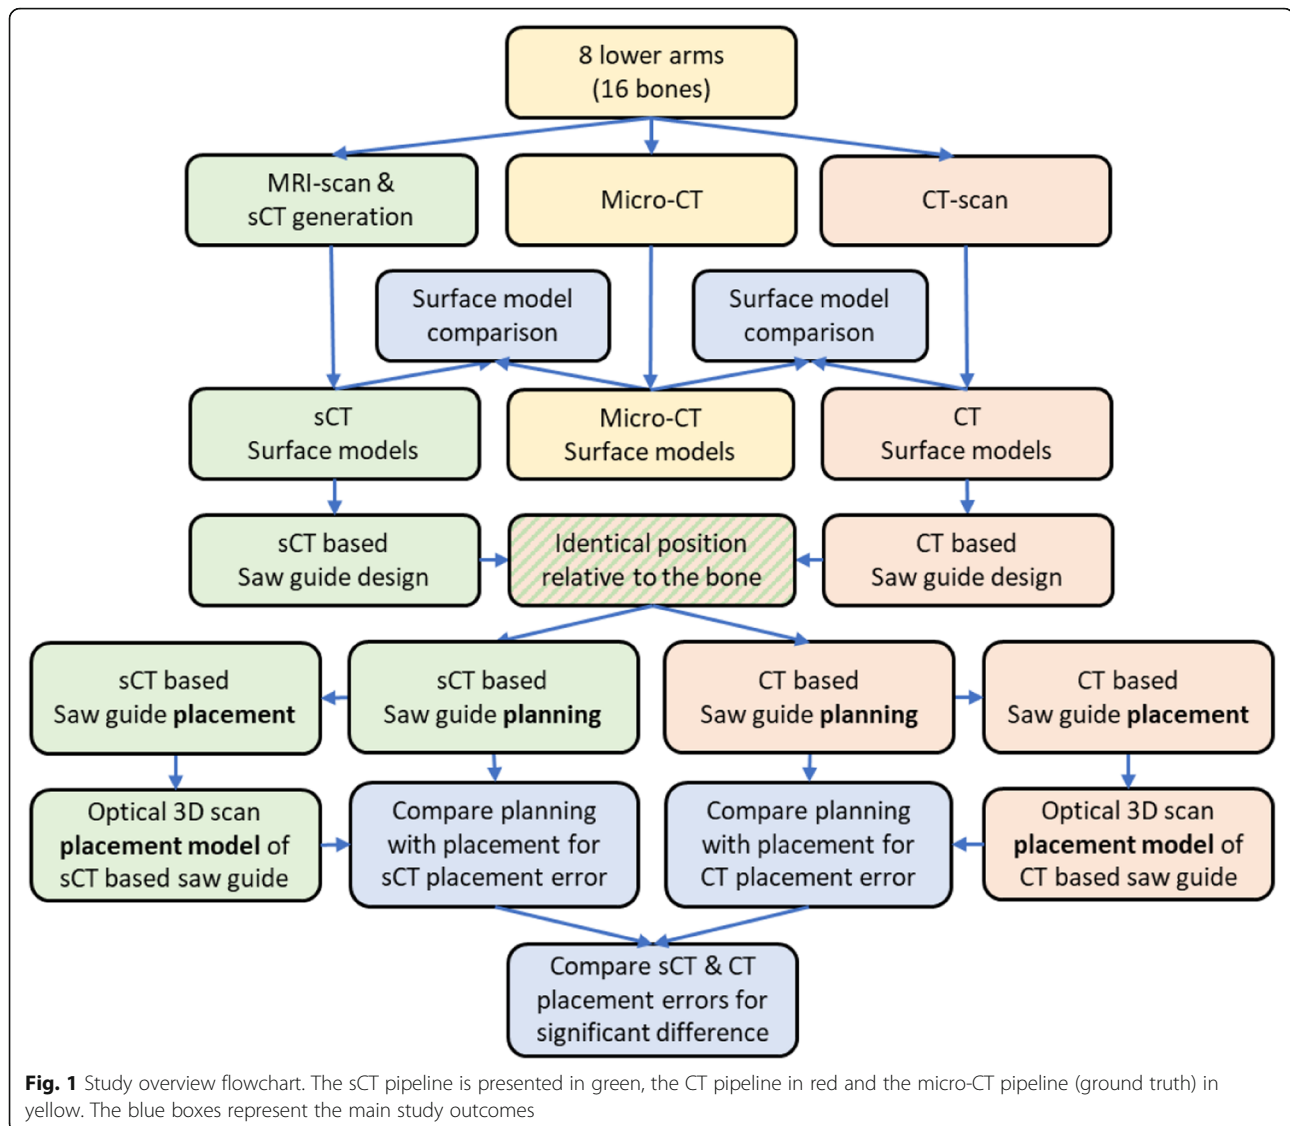 8 lower arms
(16 bones)
MRI-scan &
sCT generation
Micro-CT
CT-scan
Surface model
comparison
Surface model
comparison
sCT
Surface models
Micro-CT
Surface models
CT
Surface models
sCT based
Saw guide design
Identical position
relative to the bone
CT based
Saw guide design
sCT based
Saw guide placement
sCT based
Saw guide planning
CT based
Saw guide planning
CT based
Saw guide placement
Optical 3D scan
placement model of
sCT based saw guide
Compare planning
with placement for
sCT placement error
Compare planning
with placement for
CT placement error
Optical 3D scan
placement model of
CT based saw guide
Compare sCT & CT
placement errors for
significant difference
Fig. 1 Study overview flowchart. The sCT pipeline is presented in green, the CT pipeline in red and the micro-CT pipeline (ground truth) in
yellow. The blue boxes represent the main study outcomes